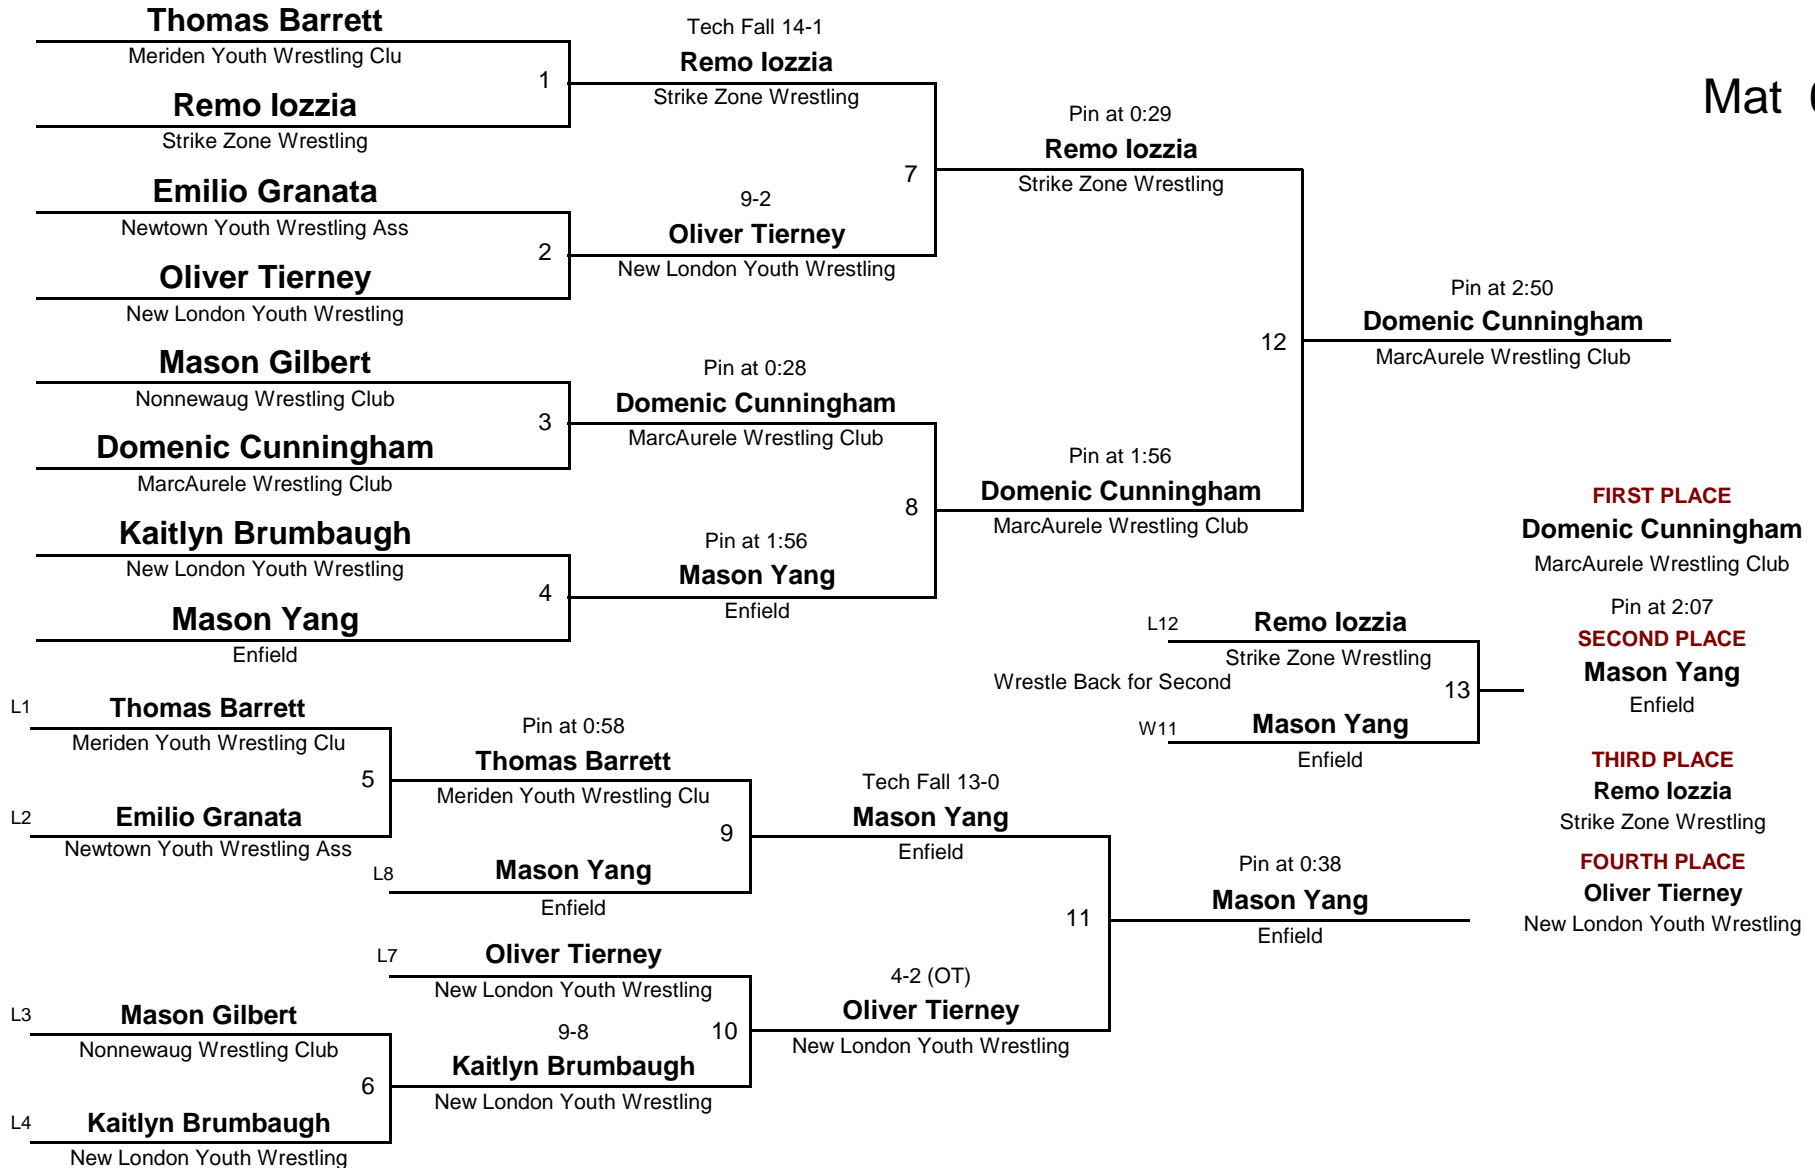 Thomas Barrett
Meriden Youth Wrestling Clu
1
Remo Iozzia
Strike Zone Wrestling
Tech Fall 14-1
Remo Iozzia
Strike Zone Wrestling
Mat
Emilio Granata
Newtown Youth Wrestling Ass
2
Oliver Tierney
New London Youth Wrestling
9-2
Oliver Tierney
New London Youth Wrestling
7
Pin at 0:29
Remo Iozzia
Strike Zone Wrestling
Mason Gilbert
Nonnewaug Wrestling Club
3
Domenic Cunningham
MarcAurele Wrestling Club
Pin at 0:28
Domenic Cunningham
MarcAurele Wrestling Club
Kaitlyn Brumbaugh
New London Youth Wrestling
4
Mason Yang
Enfield
Pin at 1:56
Mason Yang
Enfield
8
Pin at 1:56
Domenic Cunningham
MarcAurele Wrestling Club
12
Pin at 2:50
Domenic Cunningham
MarcAurele Wrestling Club
FIRST PLACE
Domenic Cunningham
MarcAurele Wrestling Club
Pin at 2:07
SECOND PLACE
Mason Yang
Enfield
THIRD PLACE
Remo Iozzia
Strike Zone Wrestling
FOURTH PLACE
Oliver Tierney
New London Youth Wrestling
L12
Remo Iozzia
Strike Zone Wrestling
Wrestle Back for Second
13
W11
Mason Yang
Enfield
L1
Thomas Barrett
Meriden Youth Wrestling Clu
5
L2
Emilio Granata
Newtown Youth Wrestling Ass
Pin at 0:58
Thomas Barrett
Meriden Youth Wrestling Clu
9
L8
Mason Yang
Enfield
Tech Fall 13-0
Mason Yang
Enfield
L7
Oliver Tierney
New London Youth Wrestling
L3
Mason Gilbert
Nonnewaug Wrestling Club
6
L4
Kaitlyn Brumbaugh
New London Youth Wrestling
9-8
Kaitlyn Brumbaugh
New London Youth Wrestling
10
4-2 (OT)
Oliver Tierney
New London Youth Wrestling
11
Pin at 0:38
Mason Yang
Enfield